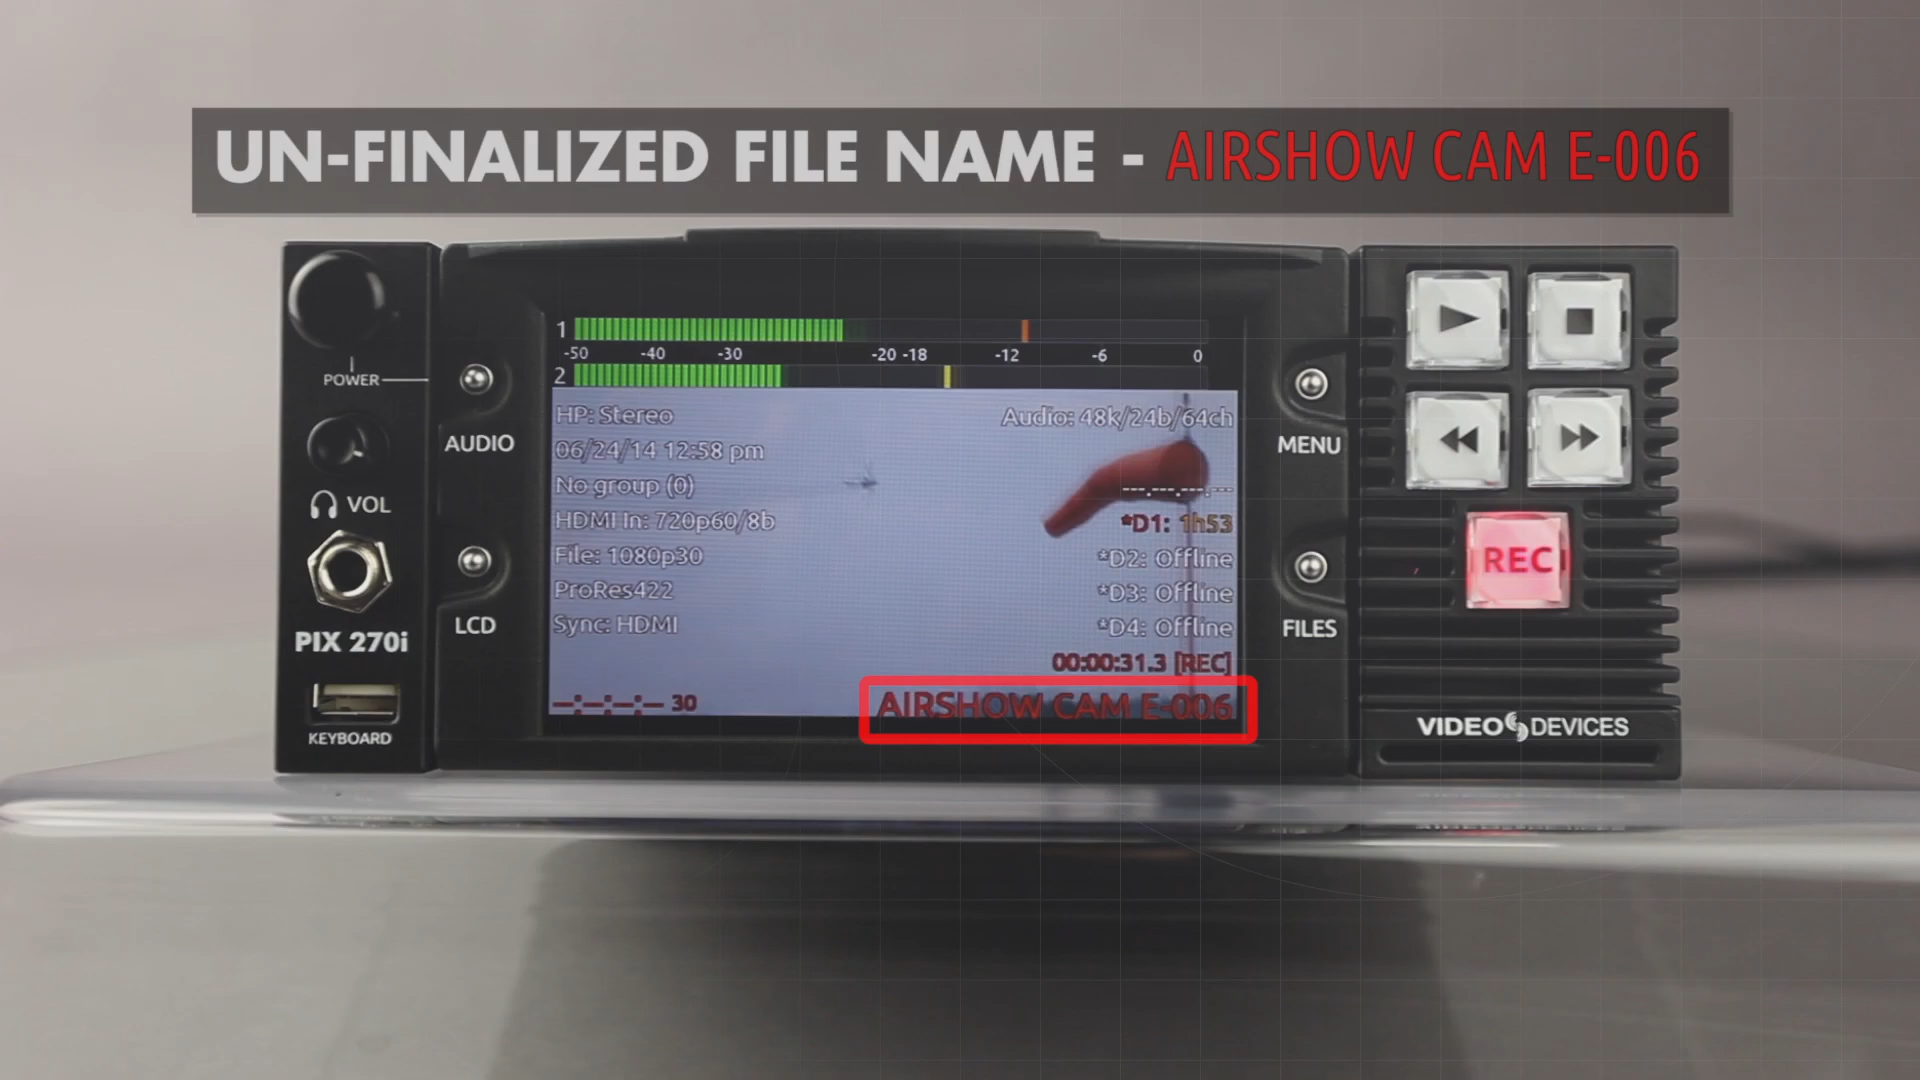 UN-FINALIZED FILE NAME - AIRSHOW CAM E-006
1
-50 -40 -30 -20 -18 -12 -6 0
2
HP: Stereo
Audio: 48k/24b/64ch
06/24/14 12:58 pm
No group (0)
--.--.--.--
HDMI In: 720p60/8b
*D1: 1h53
File: 1080p30
*D2: Offline
ProRes422
*D3: Offline
Sync: HDMI
*D4: Offline
00:00:31.3 [REC]
--:--:--:-- 30
AIRSHOW CAM E-006
POWER
VOL
PIX 270i
KEYBOARD
AUDIO
LCD
MENU
FILES
REC
VIDEO DEVICES